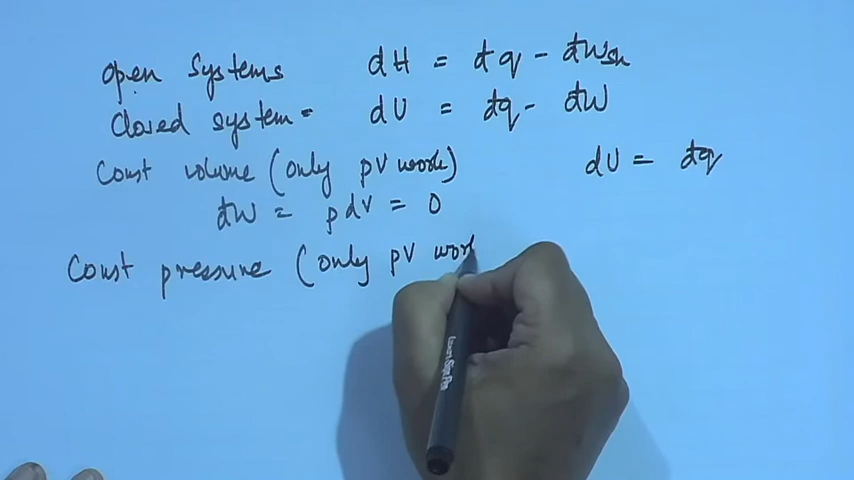 open systems dH = đq - đWsh
Closed system = dU = đq - đW
Const volume (only pV work) dU = đq
đW = pdV = 0
Const pressure (only pV work